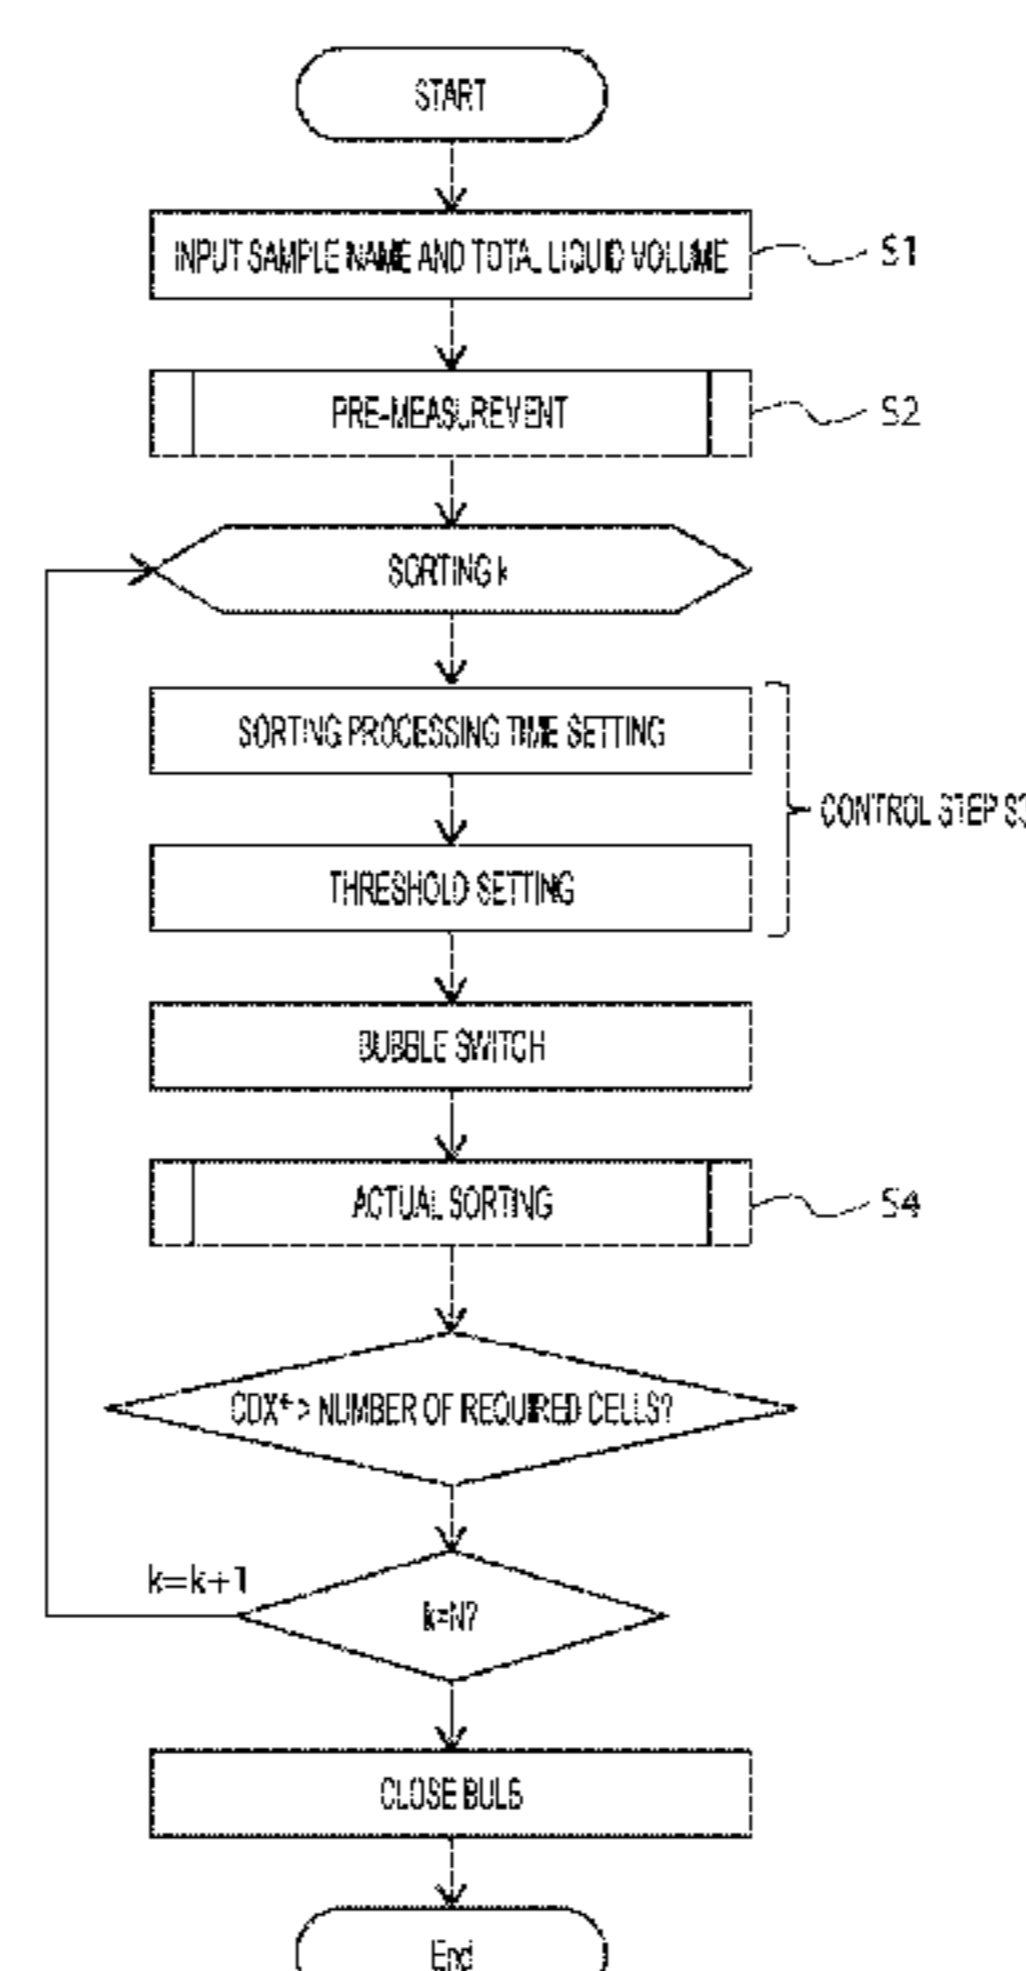 START
INPUT SAMPLE NAME AND TOTAL LIQUID VOLUME
S1
PRE-MEASUREMENT
S2
SORTING k
SORTING PROCESSING TIME SETTING
CONTROL STEP S3
THRESHOLD SETTING
BUBBLE SWITCH
ACTUAL SORTING
S4
> NUMBER OF REQUIRED CELLS?
k=k+1
k=N?
CLOSE
End